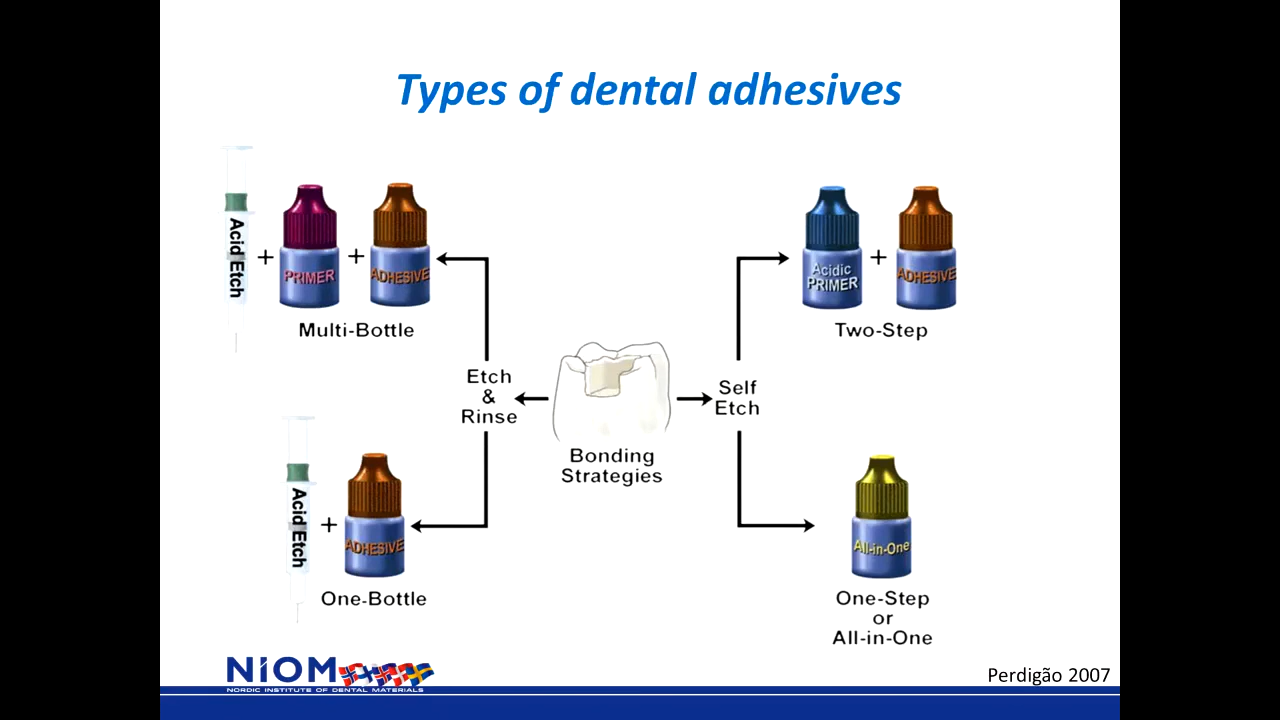 Types of dental adhesives
Acid Etch
+
PRIMER
+
ADHESIVE
Multi-Bottle
Acidic
PRIMER
+
ADHESIVE
Two-Step
Etch
&
Rinse
Self
Etch
Bonding
Strategies
Acid Etch
+
ADHESIVE
One-Bottle
All-in-One
One-Step
or
All-in-One
NIOM
NORDIC INSTITUTE OF DENTAL MATERIALS
Perdigão 2007